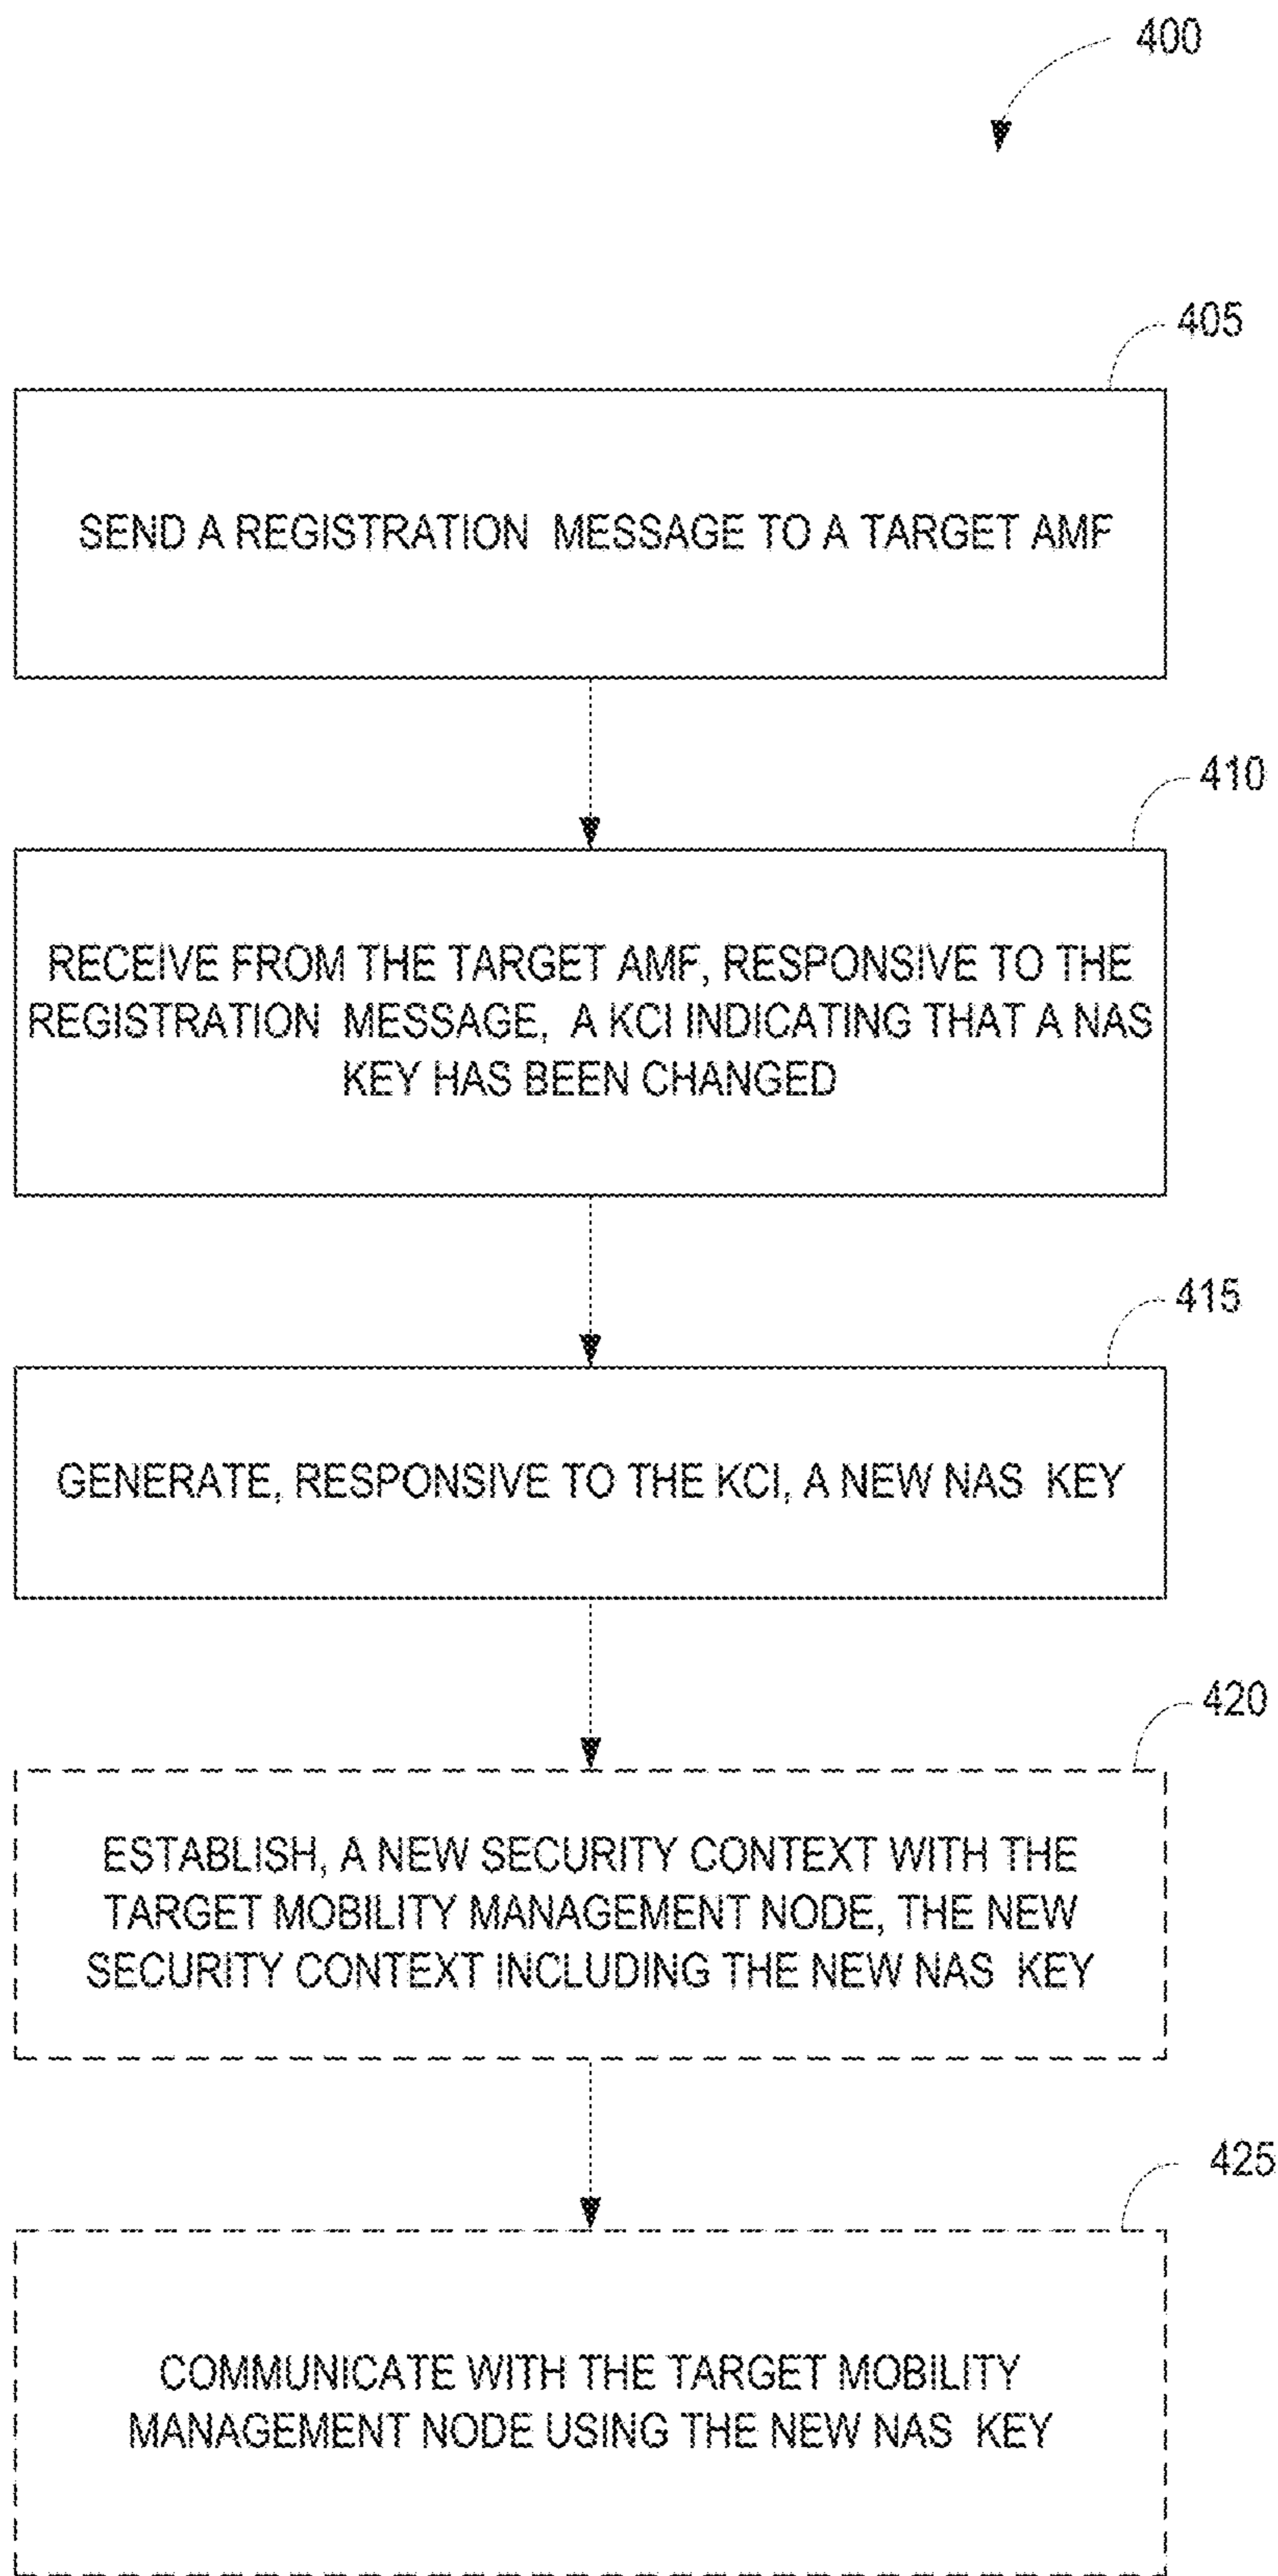 400
405
SEND A REGISTRATION MESSAGE TO A TARGET AMF
410
RECEIVE FROM THE TARGET AMF, RESPONSIVE TO THE
REGISTRATION MESSAGE, A KCI INDICATING THAT A NAS
KEY HAS BEEN CHANGED
415
GENERATE, RESPONSIVE TO THE KCI, A NEW NAS KEY
420
ESTABLISH, A NEW SECURITY CONTEXT WITH THE
TARGET MOBILITY MANAGEMENT NODE, THE NEW
SECURITY CONTEXT INCLUDING THE NEW NAS KEY
425
COMMUNICATE WITH THE TARGET MOBILITY
MANAGEMENT NODE USING THE NEW NAS KEY